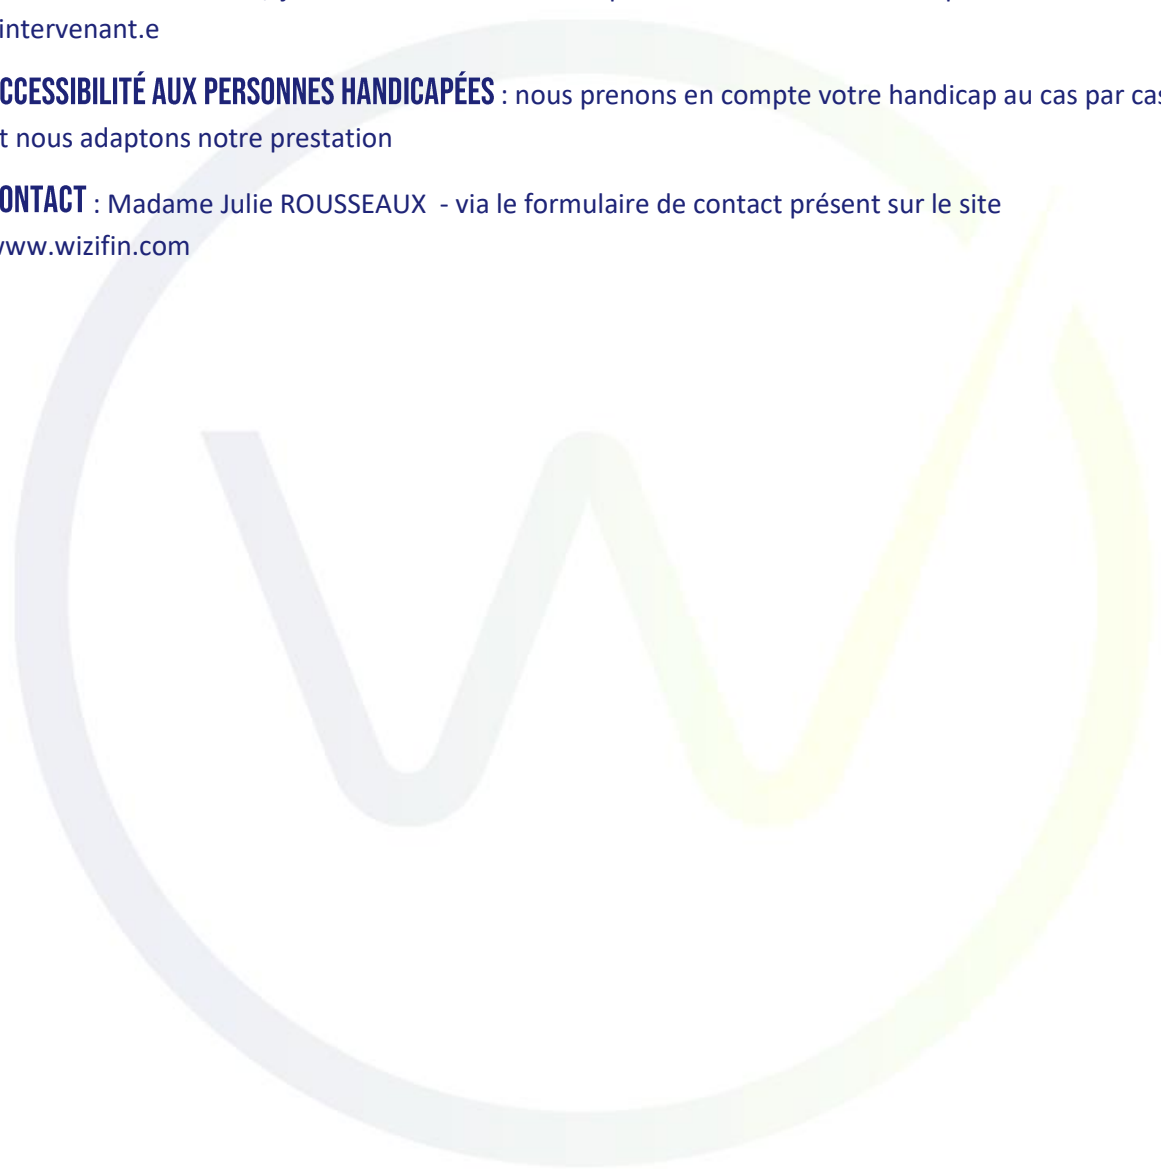 intervenant.e
CCESSIBILITÉ AUX PERSONNES HANDICAPÉES : nous prenons en compte votre handicap au cas par cas
t nous adaptons notre prestation
ONTACT : Madame Julie ROUSSEAUX - via le formulaire de contact présent sur le site
www.wizifin.com